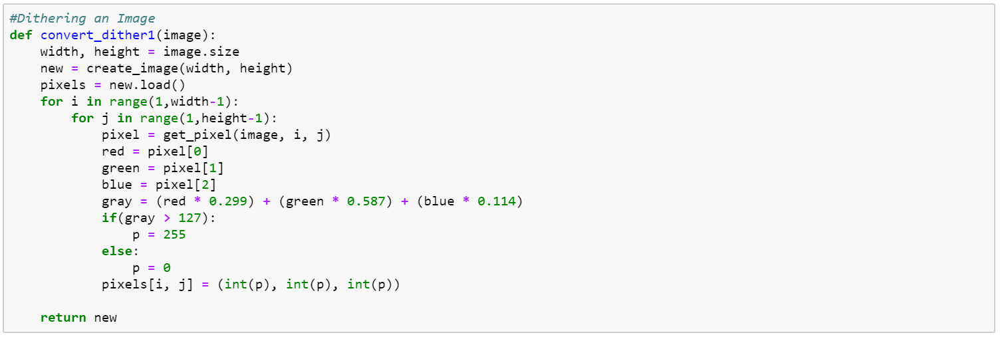 #Dithering an Image
def convert_dither1(image):
    width, height = image.size
    new = create_image(width, height)
    pixels = new.load()
    for i in range(1,width-1):
        for j in range(1,height-1):
            pixel = get_pixel(image, i, j)
            red = pixel[0]
            green = pixel[1]
            blue = pixel[2]
            gray = (red * 0.299) + (green * 0.587) + (blue * 0.114)
            if(gray > 127):
                p = 255
            else:
                p = 0
            pixels[i, j] = (int(p), int(p), int(p))

    return new